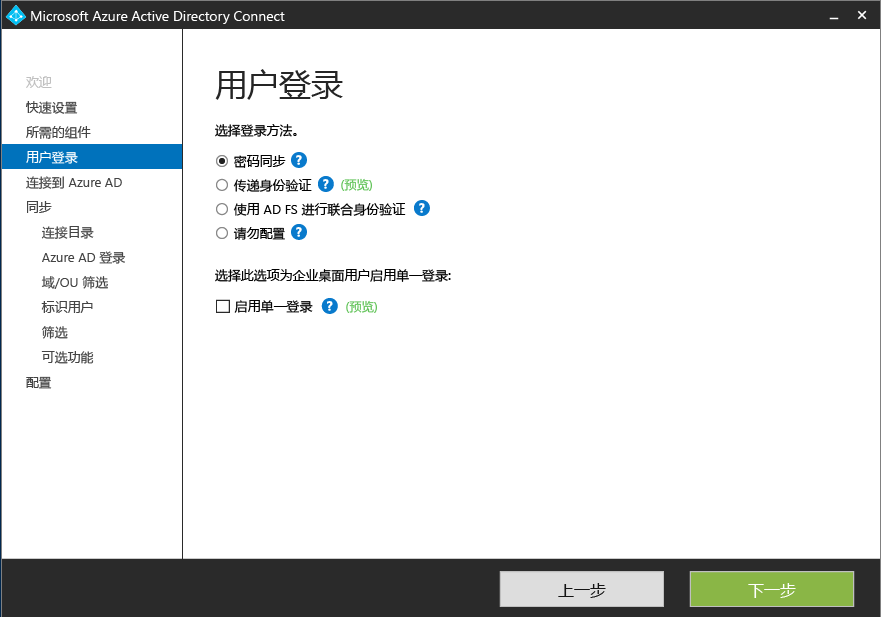 Microsoft Azure Active Directory Connect
欢迎
快速设置
所需的组件
用户登录
连接到 Azure AD
同步
连接目录
Azure AD 登录
域/OU 筛选
标识用户
筛选
可选功能
配置
用户登录
选择登录方法。
密码同步 ?
传递身份验证 ? (预览)
使用 AD FS 进行联合身份验证 ?
请勿配置 ?
选择此选项为企业桌面用户启用单一登录:
启用单一登录 ? (预览)
上一步
下一步